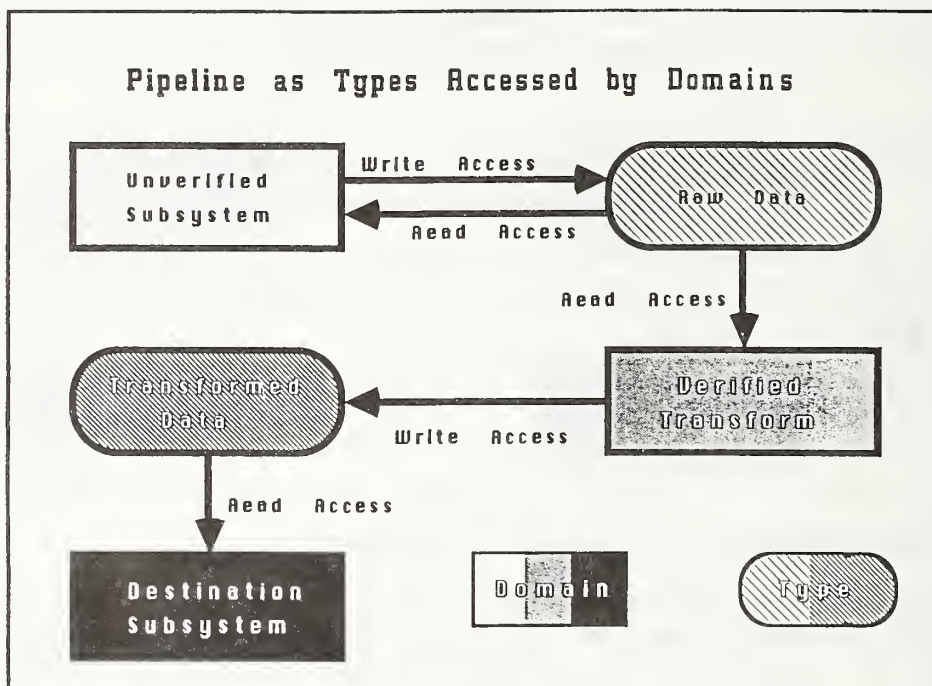 Pipeline as Types Accessed by Domains
Unverified
Subsystem
Write Access
Raw Data
Read Access
Read Access
Transformed
Data
Verified
Transform
Write Access
Read Access
Destination
Subsystem
Domain
Type